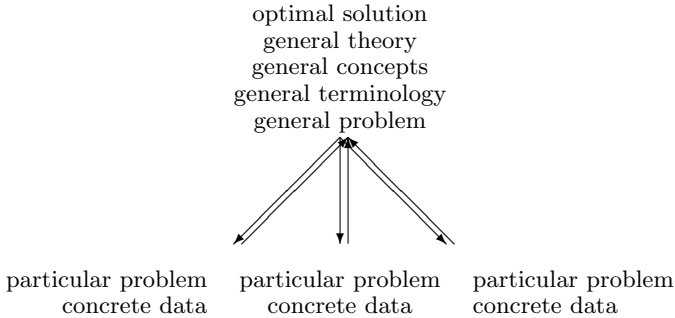 optimal solution
general theory
general concepts
general terminology
general problem
particular problem
concrete data
particular problem
concrete data
particular problem
concrete data